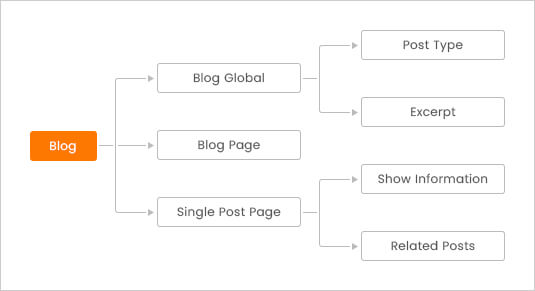 Blog
Blog Global
Post Type
Excerpt
Blog Page
Single Post Page
Show Information
Related Posts